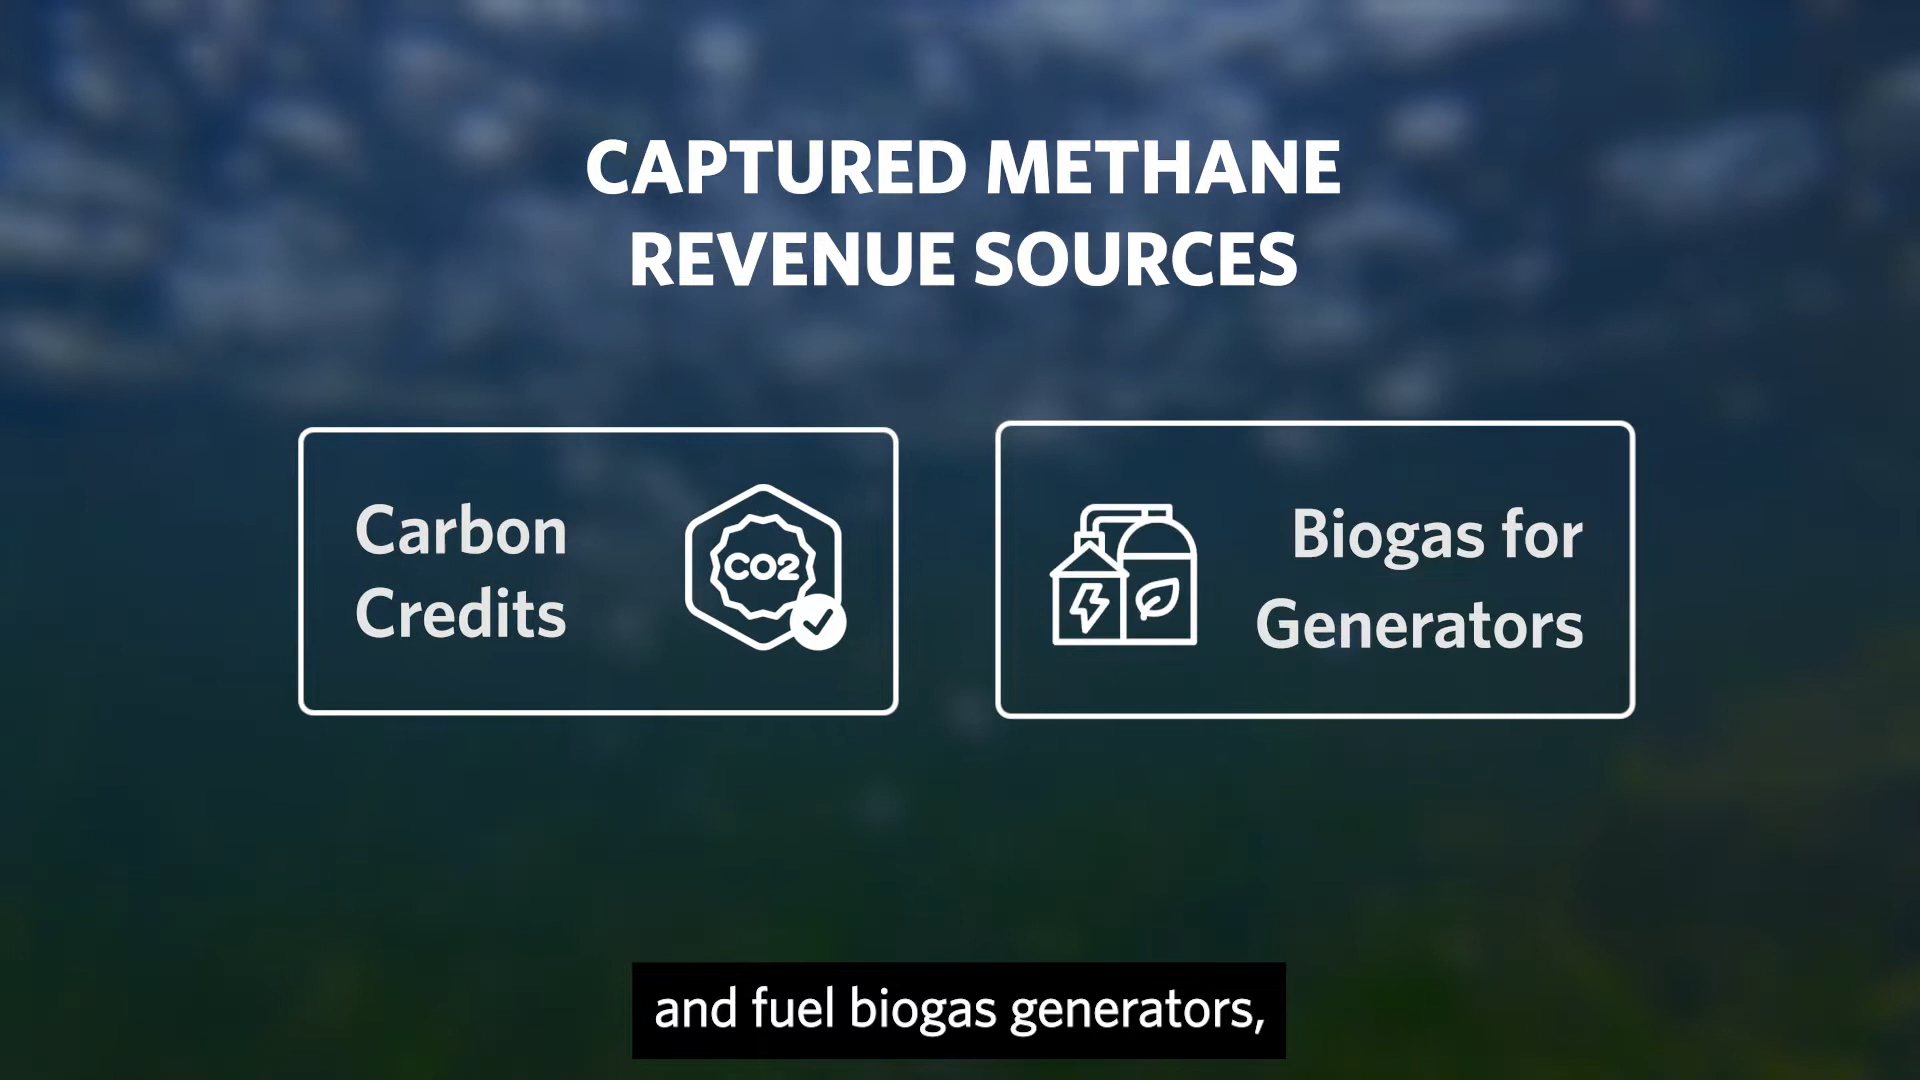 CAPTURED METHANE
REVENUE SOURCES
Carbon
Credits
CO2
Biogas for
Generators
and fuel biogas generators,